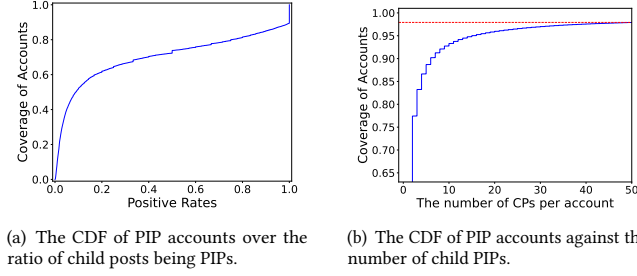 1.0
0.8
0.6
0.4
0.2
0.0
Coverage of Accounts
0.0 0.2 0.4 0.6 0.8 1.0
Positive Rates
1.00
0.95
0.90
0.85
0.80
0.75
0.70
0.65
Coverage of Accounts
0 10 20 30 40 50
The number of CPs per account
(a) The CDF of PIP accounts over the
ratio of child posts being PIPs.
(b) The CDF of PIP accounts against th
number of child PIPs.